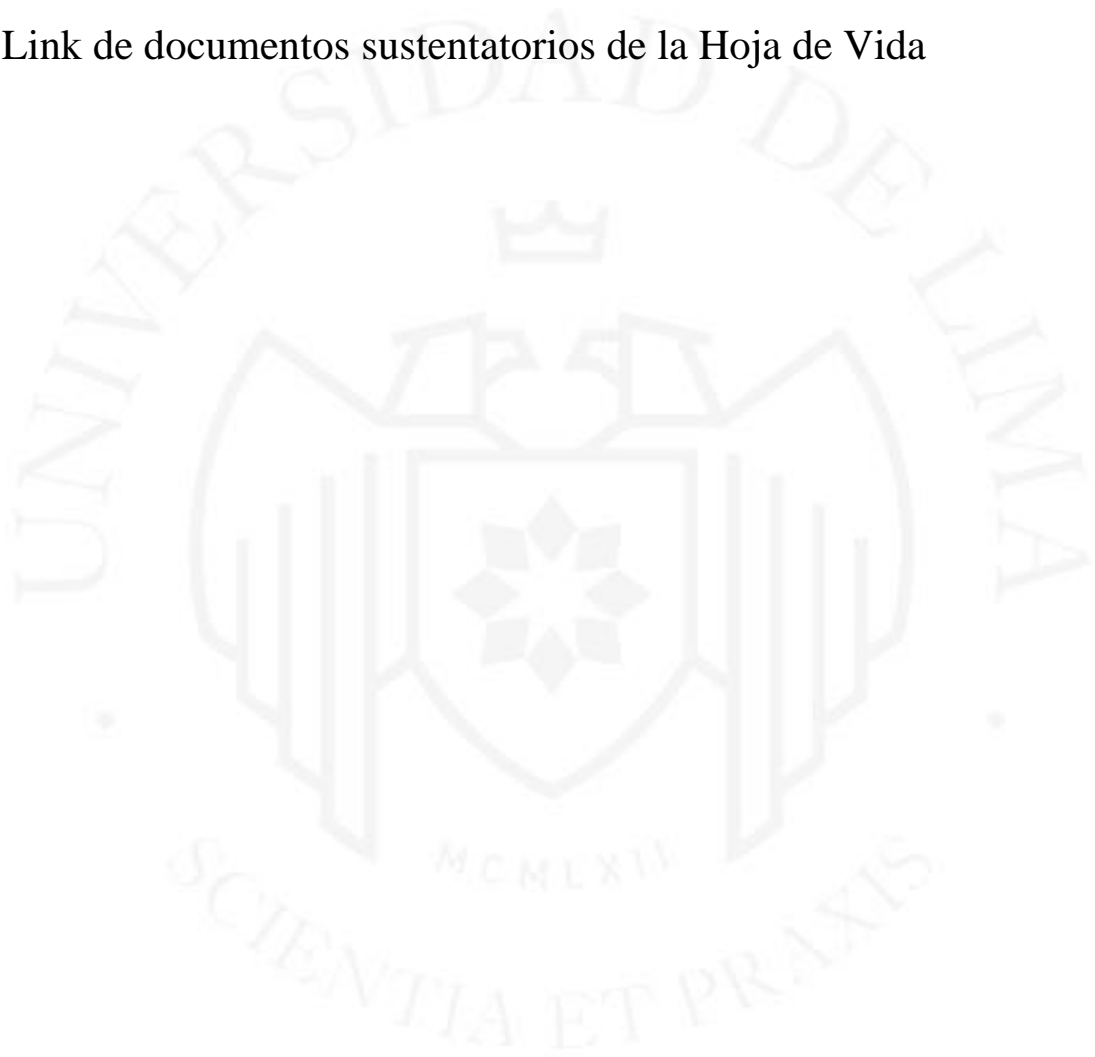 Link de documentos sustentatorios de la Hoja de Vida
UNIVERSIDAD DE LIMA
MCMLXII
SCIENTIA ET PRAXIS